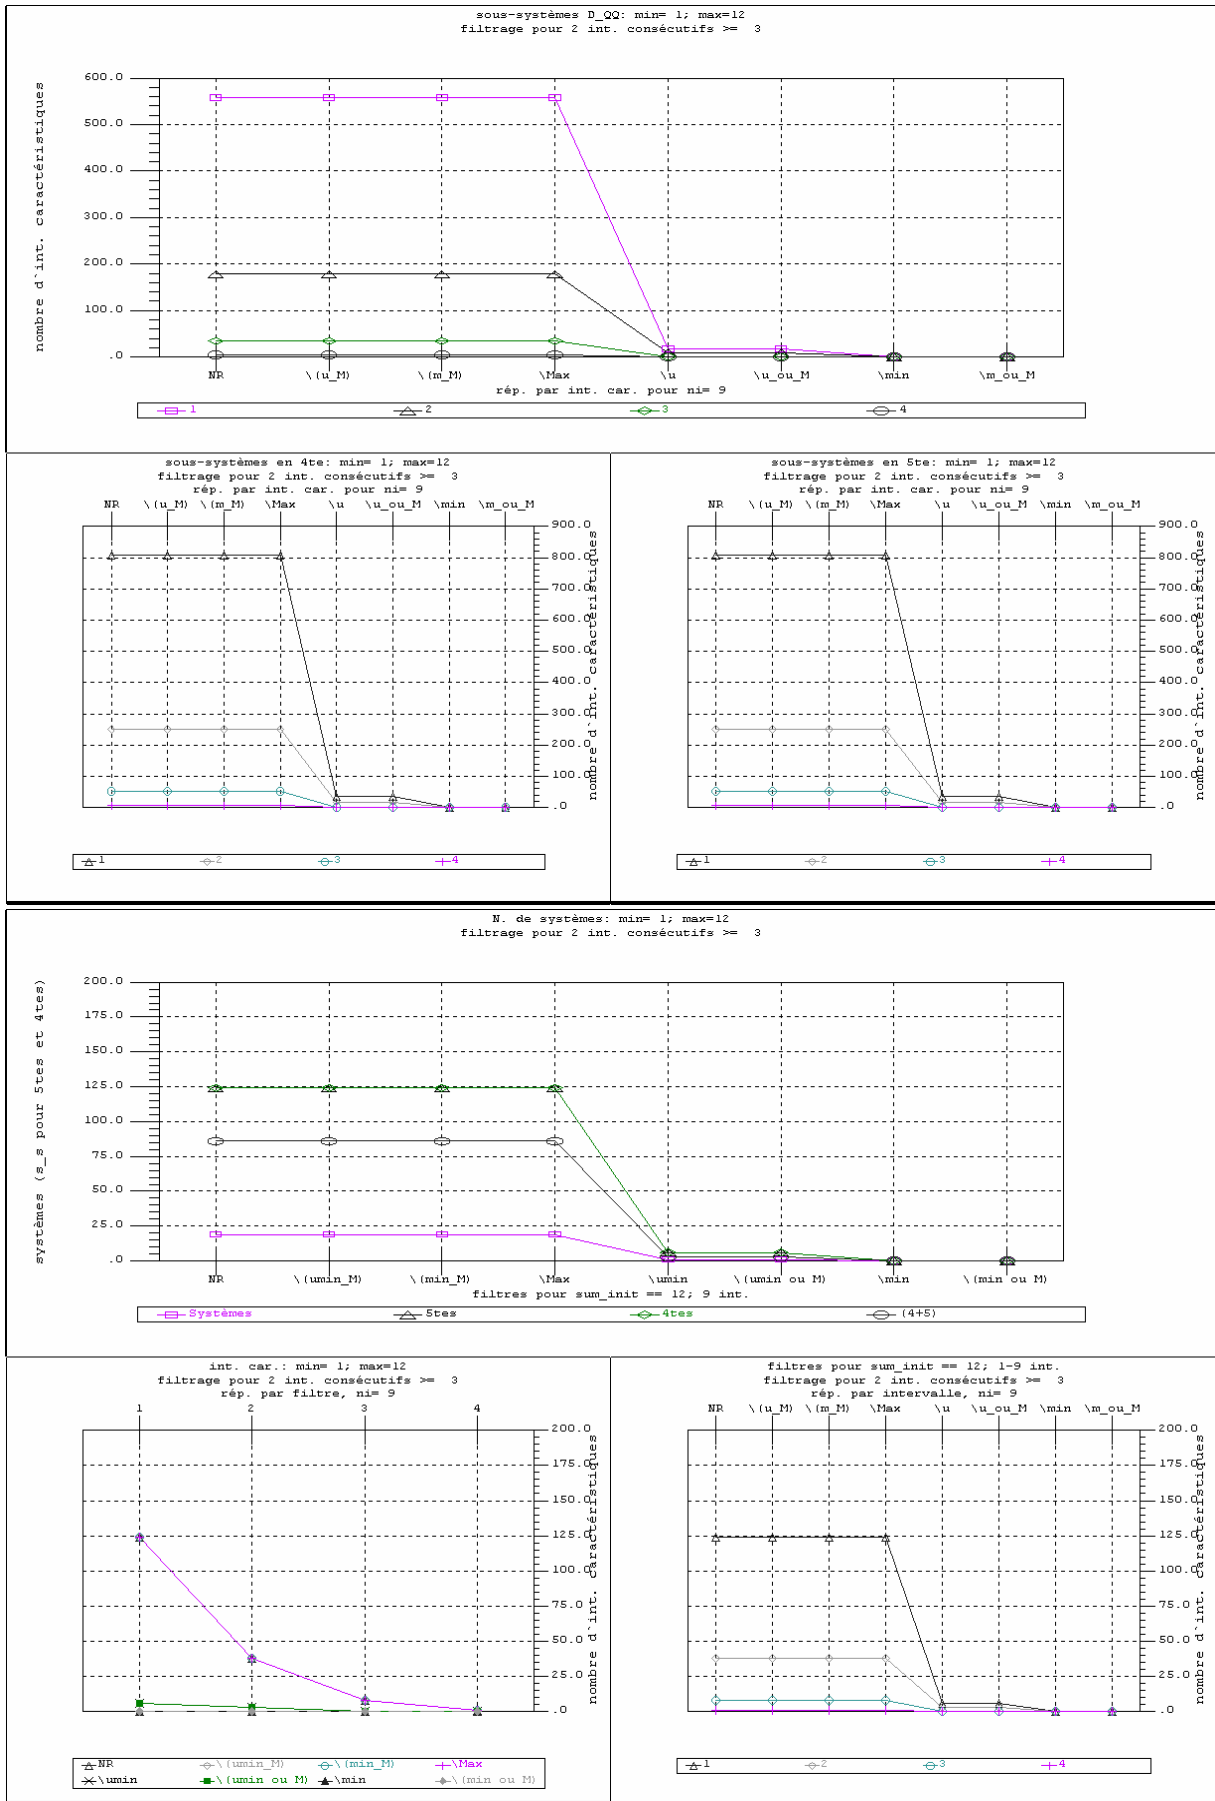 sous-systèmes D_QQ: min= 1; max=12
filtrage pour 2 int. consécutifs >=  3
nombre d`int. caractéristiques
600.0
500.0
400.0
300.0
200.0
100.0
.0
NR \(u_M) \(m_M) \Max \u \u_ou_M \min \m_ou_M
rép. par int. car. pour ni= 9
1 2 3 4
sous-systèmes en 4te: min= 1; max=12
filtrage pour 2 int. consécutifs >=  3
rép. par int. car. pour ni= 9
NR \(u_M) \(m_M) \Max \u \u_ou_M \min \m_ou_M
900.0
800.0
700.0
600.0
500.0
400.0
300.0
200.0
100.0
.0
nombre d`int. caractéristiques
1 2 3 4
sous-systèmes en 5te: min= 1; max=12
filtrage pour 2 int. consécutifs >=  3
rép. par int. car. pour ni= 9
NR \(u_M) \(m_M) \Max \u \u_ou_M \min \m_ou_M
900.0
800.0
700.0
600.0
500.0
400.0
300.0
200.0
100.0
.0
nombre d`int. caractéristiques
1 2 3 4
N. de systèmes: min= 1; max=12
filtrage pour 2 int. consécutifs >=  3
systèmes (s_s pour 5tes et 4tes)
200.0
175.0
150.0
125.0
100.0
75.0
50.0
25.0
.0
NR \(umin_M) \(min_M) \Max \umin \(umin ou M) \min \(min ou M)
filtres pour sum_init == 12; 9 int.
Systèmes 5tes 4tes (4+5)
int. car.: min= 1; max=12
filtrage pour 2 int. consécutifs >=  3
rép. par filtre, ni= 9
1 2 3 4
200.0
175.0
150.0
125.0
100.0
75.0
50.0
25.0
.0
nombre d`int. caractéristiques
NR \(umin_M) \(min_M) \Max
\umin \(umin ou M) \min \(min ou M)
filtres pour sum_init == 12; 1-9 int.
filtrage pour 2 int. consécutifs >=  3
rép. par intervalle, ni= 9
NR \(u_M) \(m_M) \Max \u \u_ou_M \min \m_ou_M
200.0
175.0
150.0
125.0
100.0
75.0
50.0
25.0
.0
nombre d`int. caractéristiques
1 2 3 4